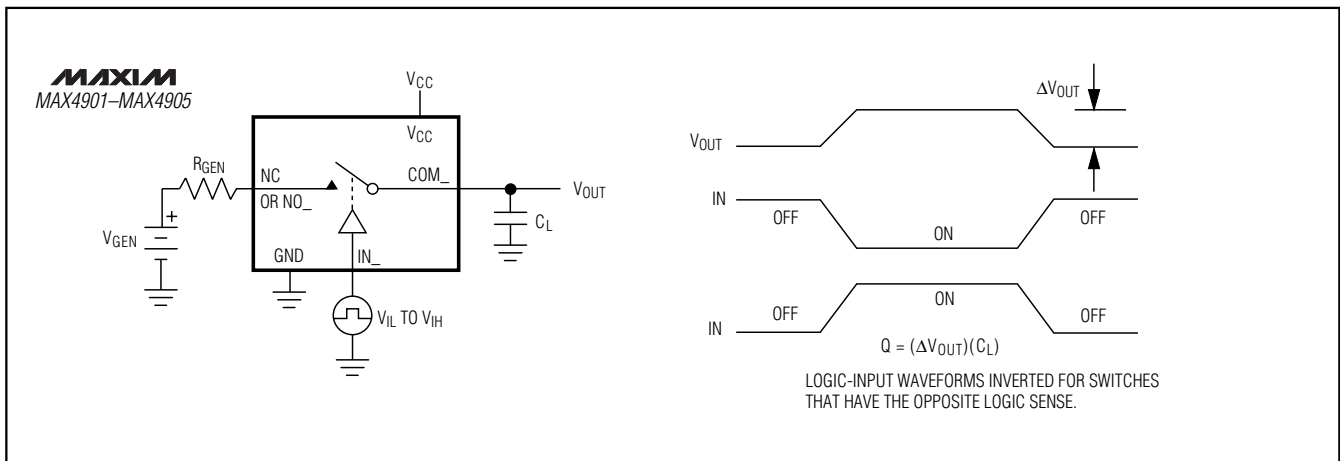 MAXIM
MAX4901–MAX4905
VCC
VCC
RGEN
NC
OR NO_
COM_
VOUT
CL
+
VGEN
GND
IN_
VIL TO VIH
ΔVOUT
VOUT
IN
OFF
ON
OFF
IN
OFF
ON
OFF
Q = (ΔVOUT)(CL)
LOGIC-INPUT WAVEFORMS INVERTED FOR SWITCHES
THAT HAVE THE OPPOSITE LOGIC SENSE.